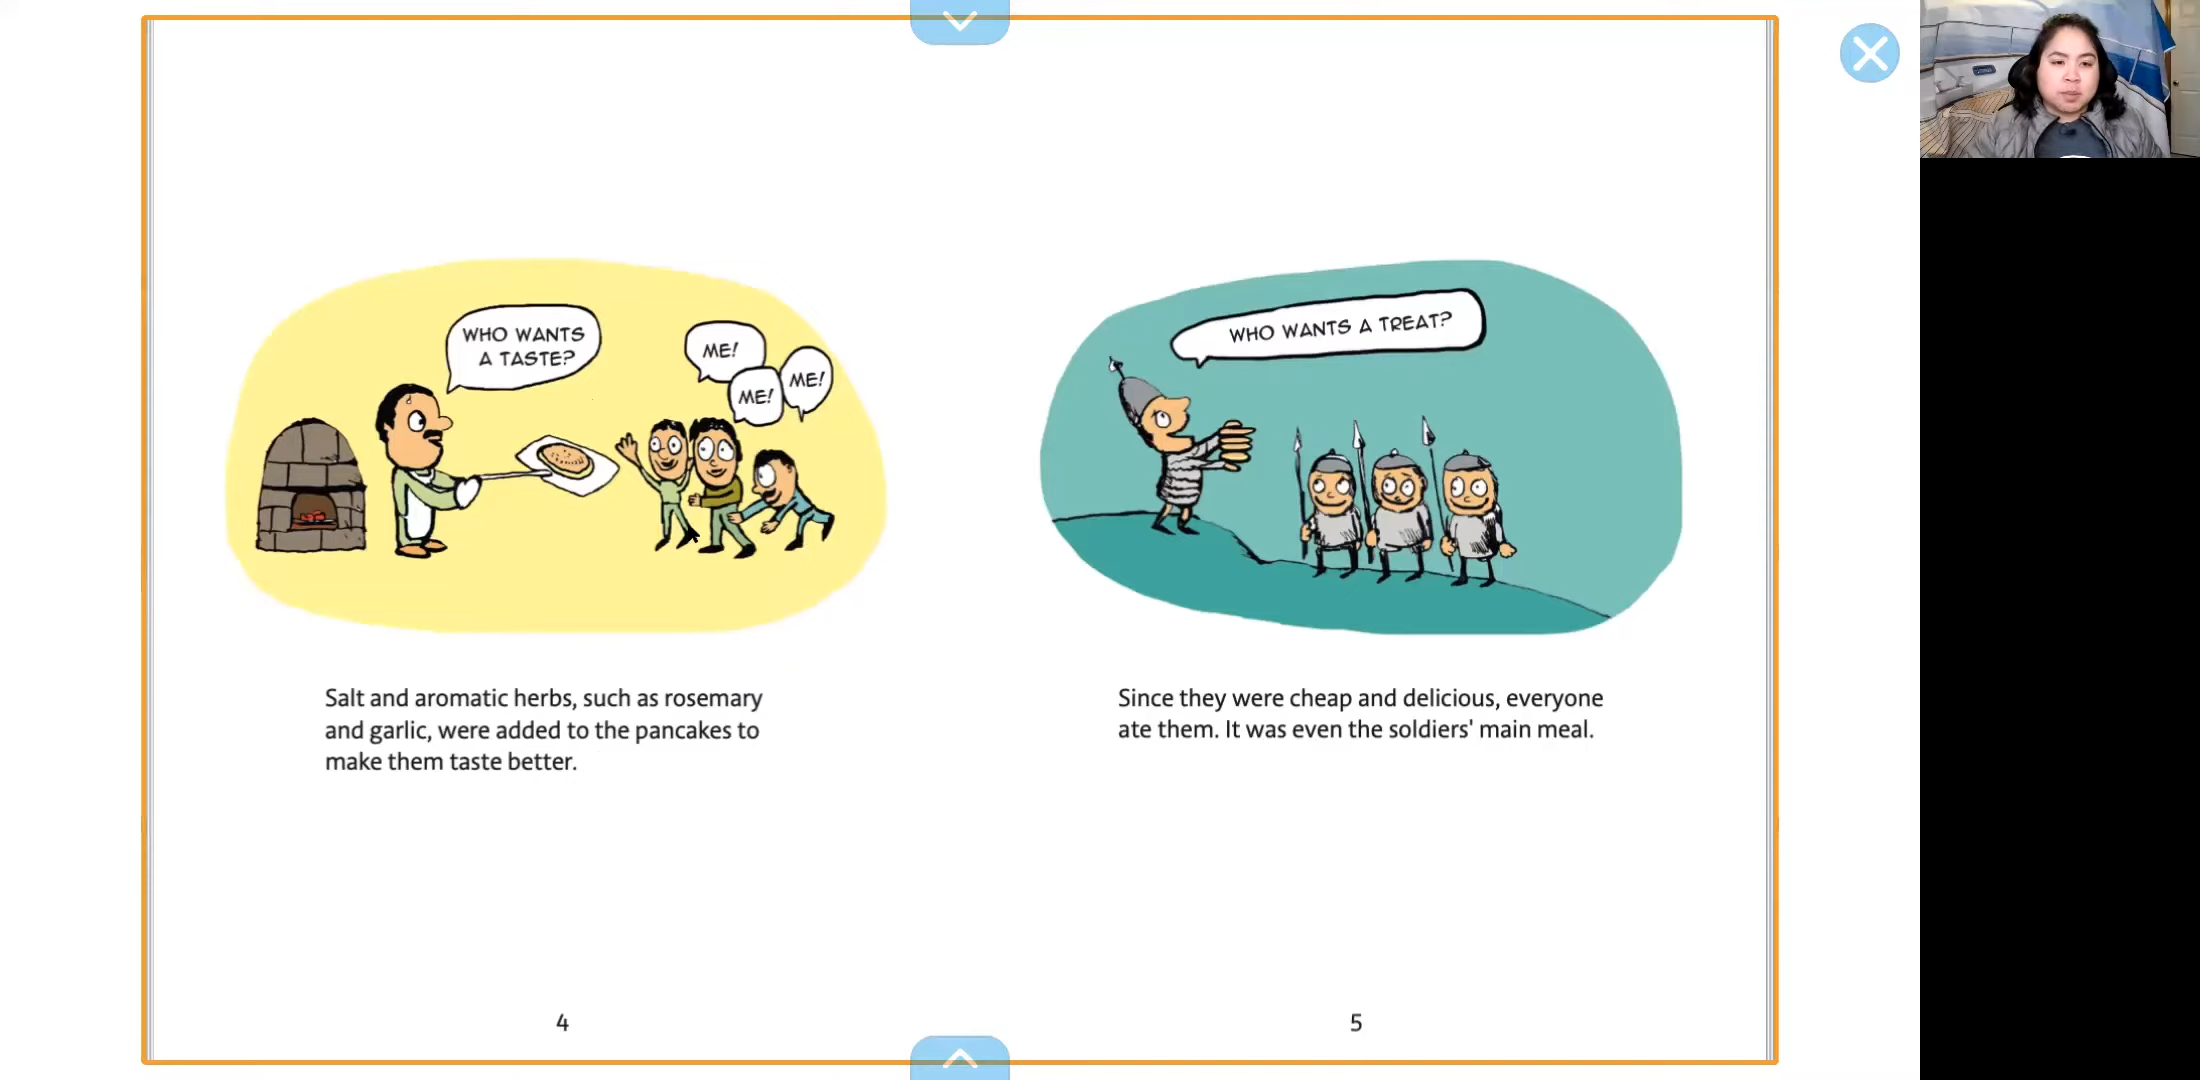 WHO WANTS
A TASTE?
ME!
ME!
ME!
Salt and aromatic herbs, such as rosemary
and garlic, were added to the pancakes to
make them taste better.
4
WHO WANTS A TREAT?
Since they were cheap and delicious, everyone
ate them. It was even the soldiers' main meal.
5